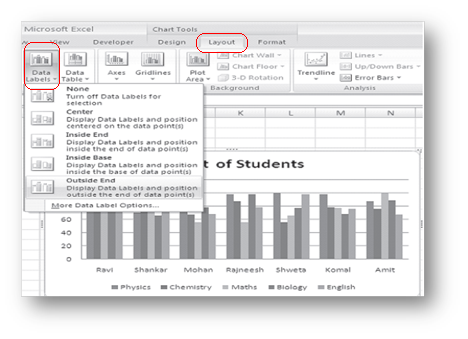 Microsoft Excel Chart Tools
View Developer Design Layout Format
Data Labels Data Table Axes Gridlines Plot Area Chart Wall Chart Floor 3-D Rotation Trendline Lines Up/Down Bars Error Bars
Background Analysis
None
Turn off Data Labels for
selection
Center
Display Data Labels and position
centered on the data point(s)
Inside End
Display Data Labels and position
inside the end of data point(s)
Inside Base
Display Data Labels and position
inside the base of data point(s)
Outside End
Display Data Labels and position
outside the end of data point(s)
More Data Label Options...
K L M N
t of Students
60
40
20
0
Ravi Shankar Mohan Rajneesh Shweta Komal Amit
Physics Chemistry Maths Biology English